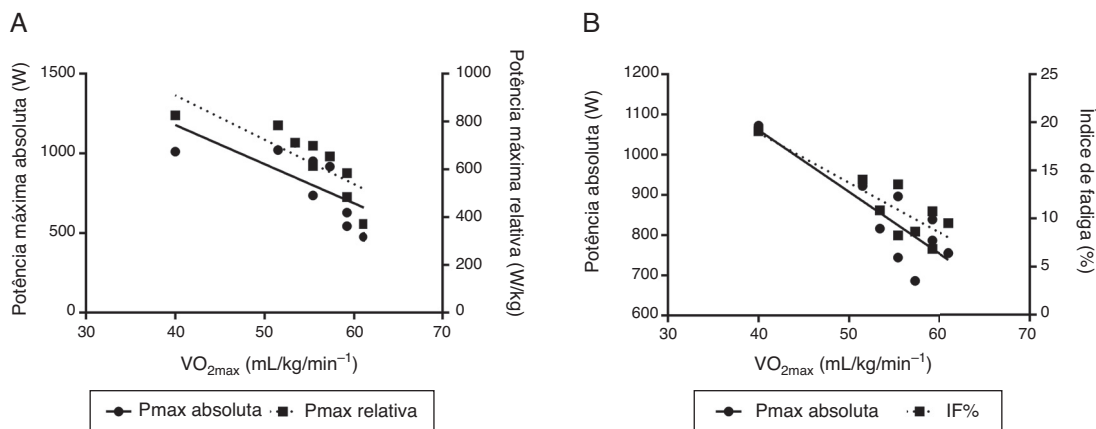 A
Potência máxima absoluta (W)
1500
1000
500
0
30
40
50
60
70
1000
800
600
400
200
0
Potência máxima relativa (W/kg)
VO2max (mL/kg/min⁻¹)
Pmax absoluta
Pmax relativa
B
Potência absoluta (W)
1200
1100
1000
900
800
700
600
30
40
50
60
70
25
20
15
10
5
0
Índice de fadiga (%)
VO2max (mL/kg/min⁻¹)
Pmax absoluta
IF%